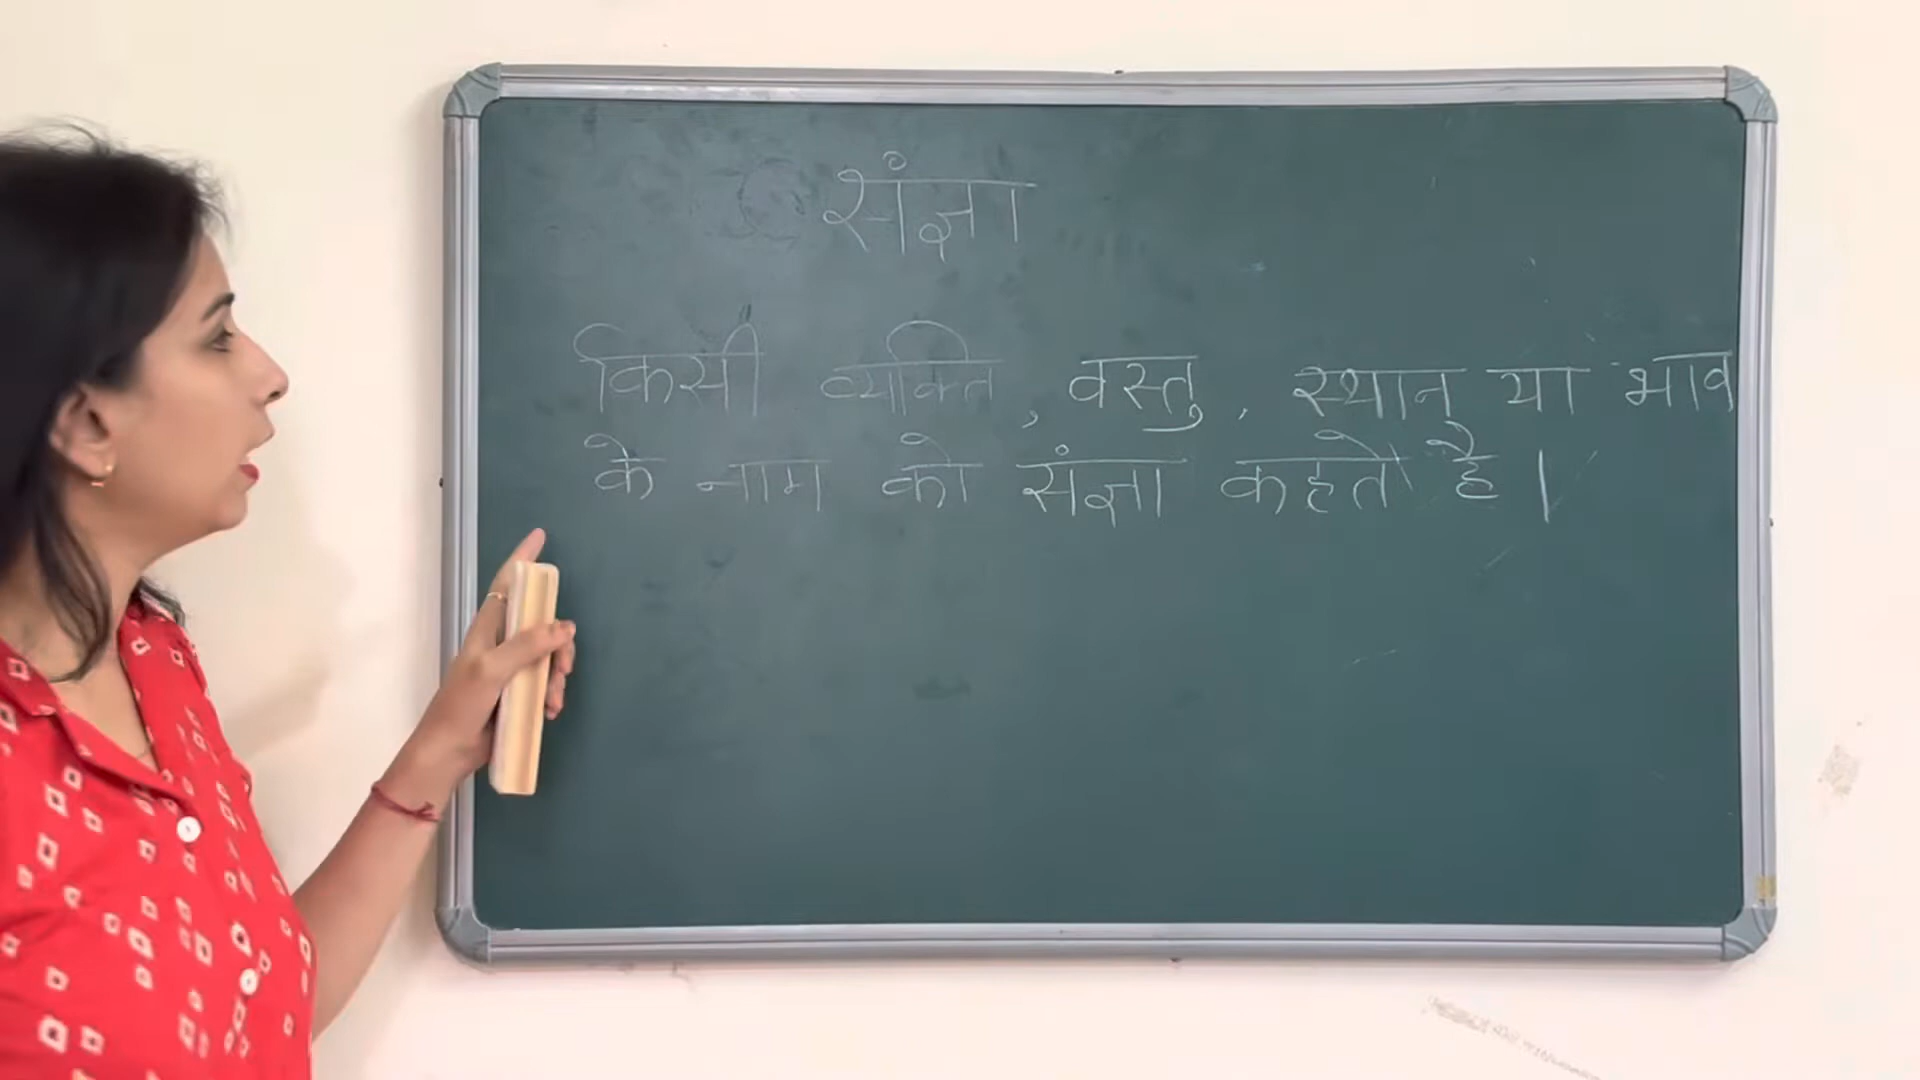 संज्ञा
किसी व्यक्ति, वस्तु, स्थान या भाव
के नाम को संज्ञा कहते है।